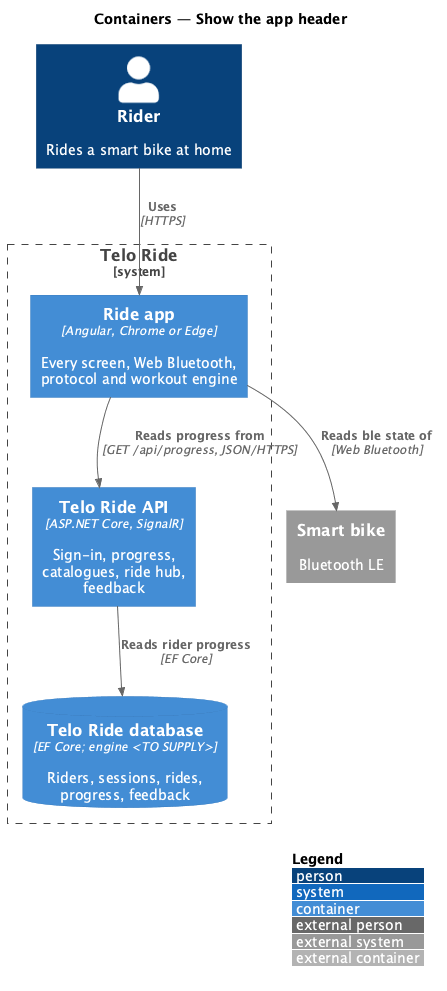 Containers — Show the app header
Rider
Rides a smart bike at home
Uses
[HTTPS]
Telo Ride
[system]
Ride app
[Angular, Chrome or Edge]
Every screen, Web Bluetooth,
protocol and workout engine
Reads progress from
[GET /api/progress, JSON/HTTPS]
Reads ble state of
[Web Bluetooth]
Telo Ride API
[ASP.NET Core, SignalR]
Sign-in, progress,
catalogues, ride hub,
feedback
Smart bike
Bluetooth LE
Reads rider progress
[EF Core]
Telo Ride database
[EF Core; engine <TO SUPPLY>]
Riders, sessions, rides,
progress, feedback
Legend
person
system
container
external person
external system
external container